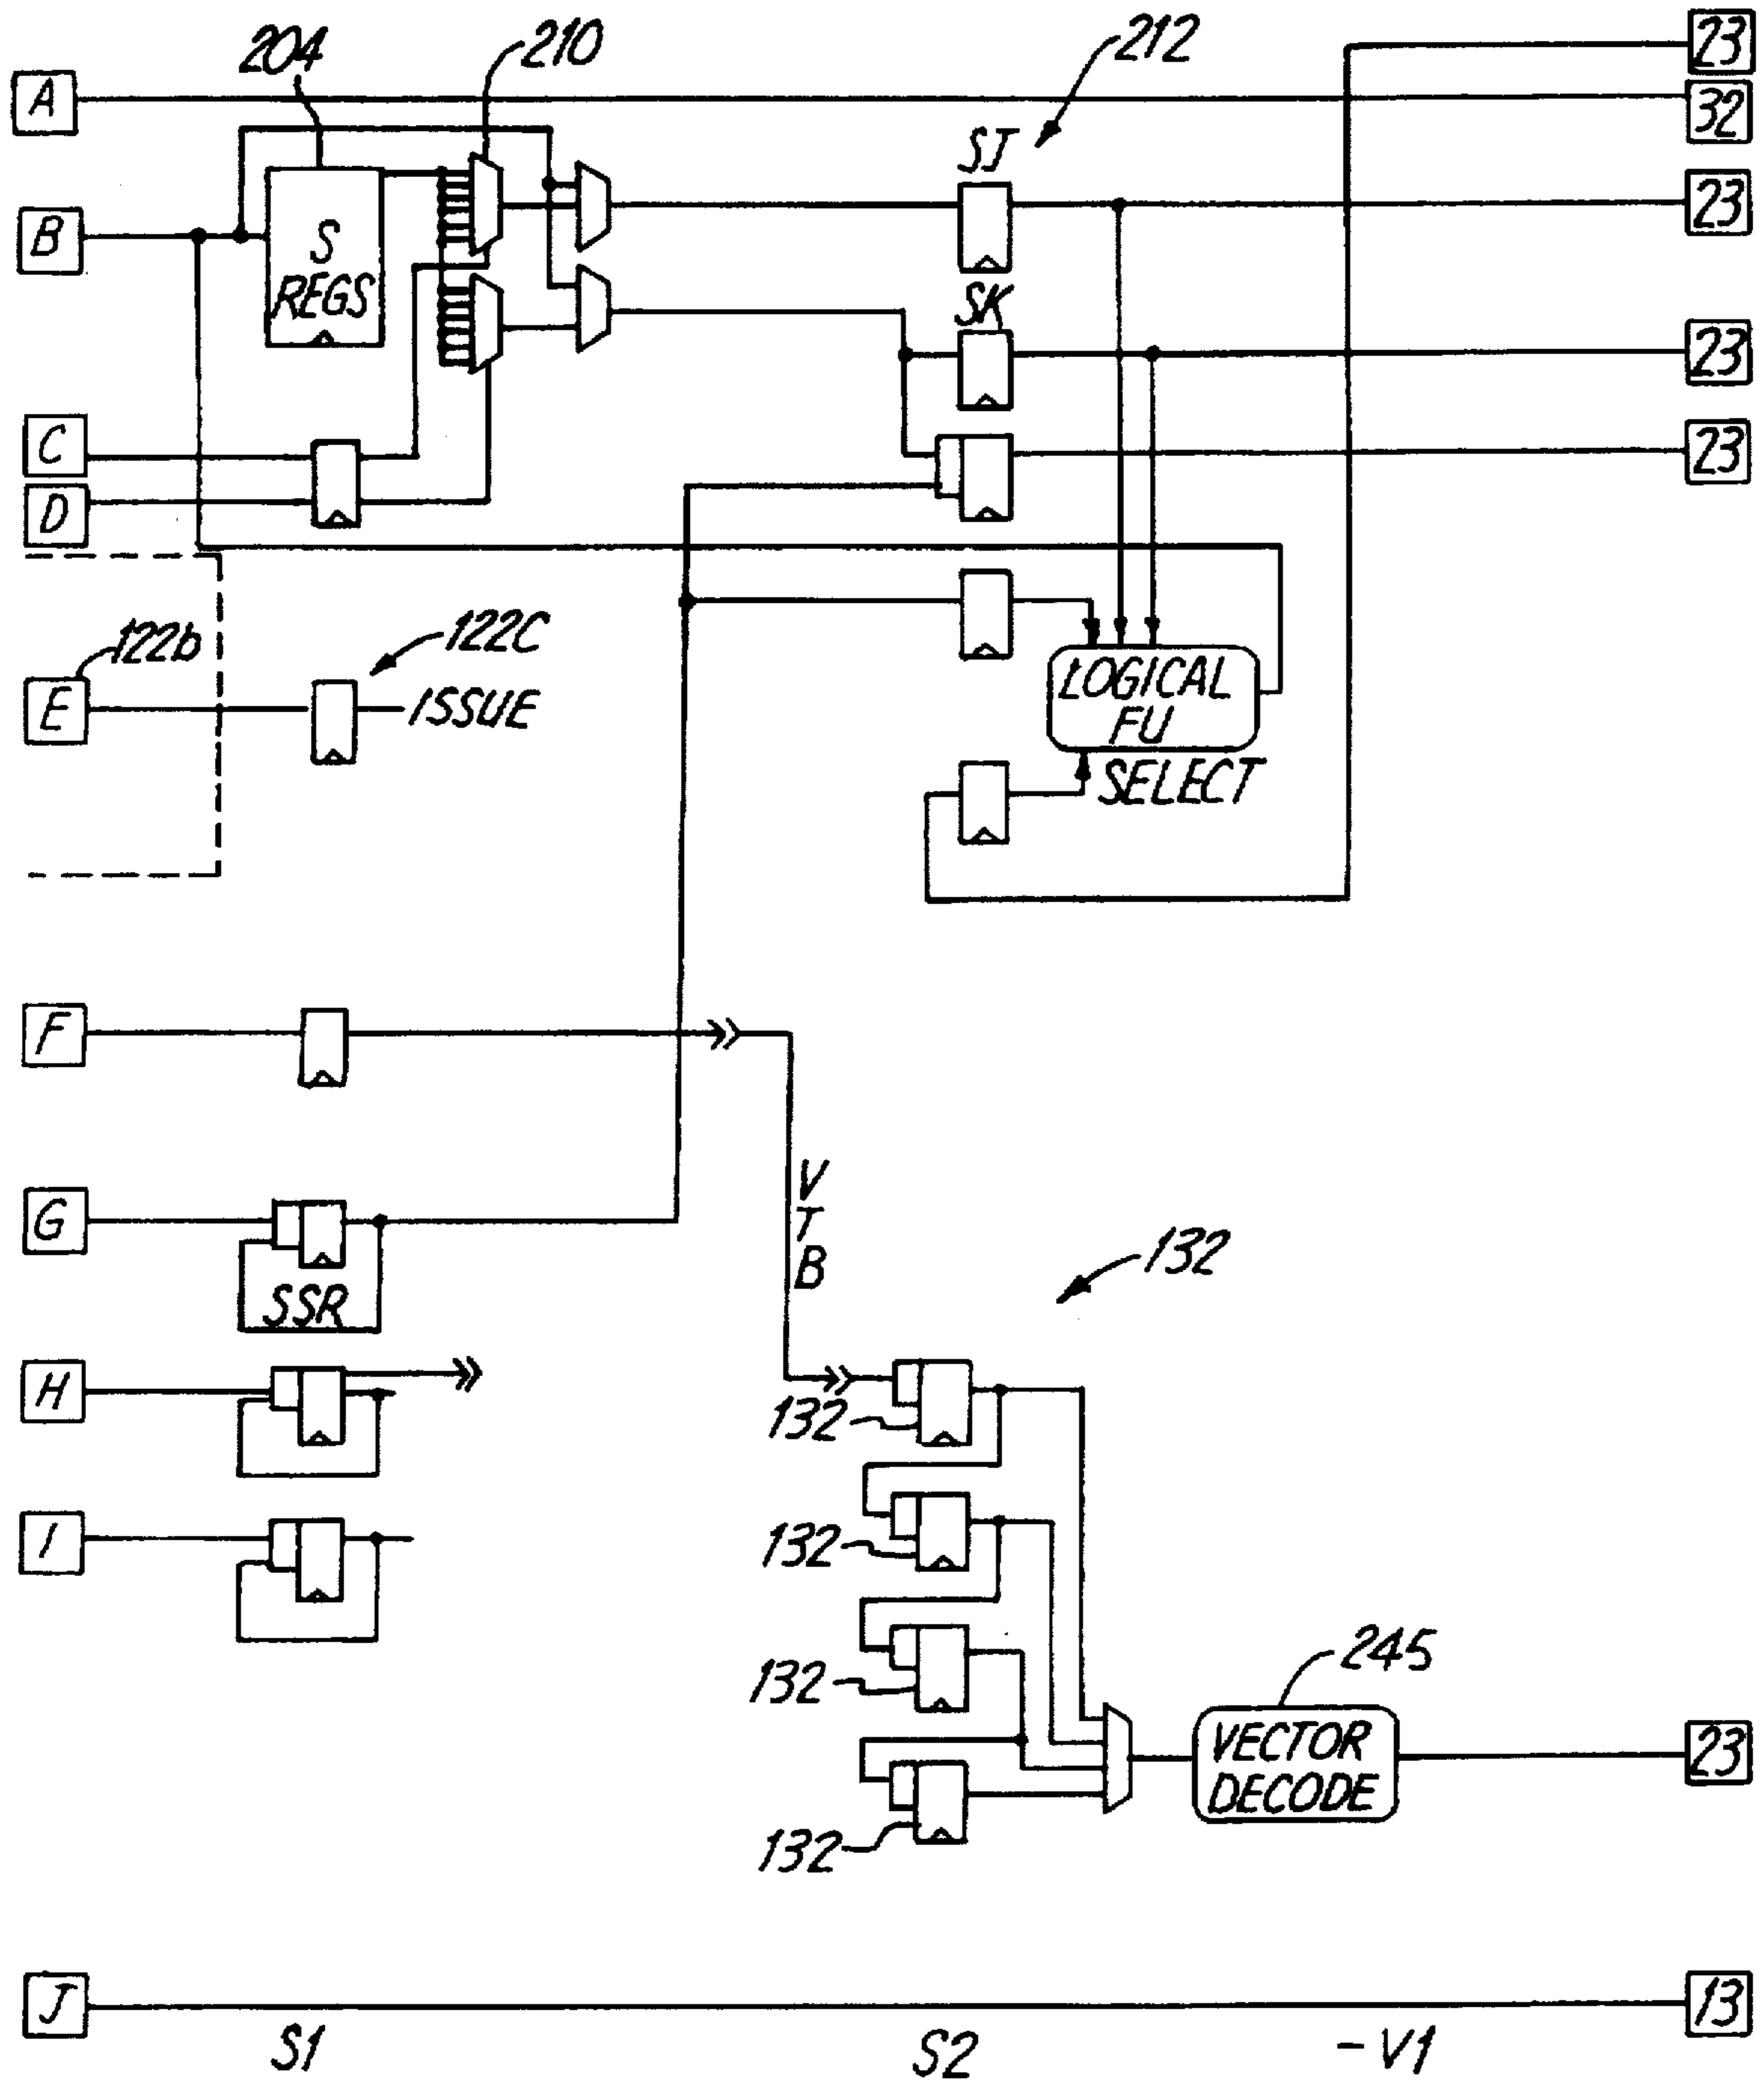 204
210
212
23
A
32
SJ
23
B
S
REGS
SK
23
C
23
D
122b
122C
E
ISSUE
LOGICAL
FU
SELECT
F
V
T
B
G
SSR
132
H
132
I
132
132
245
VECTOR
DECODE
23
132
J
13
S1
S2
- V1